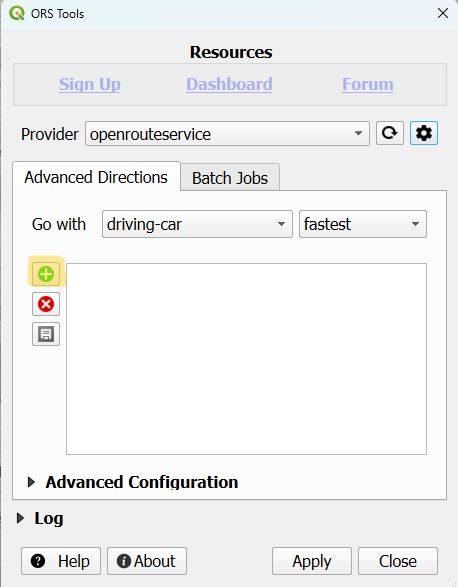 ORS Tools
Resources
Sign Up Dashboard Forum
Provider openrouteservice
Advanced Directions Batch Jobs
Go with driving-car fastest
Advanced Configuration
Log
Help About Apply Close